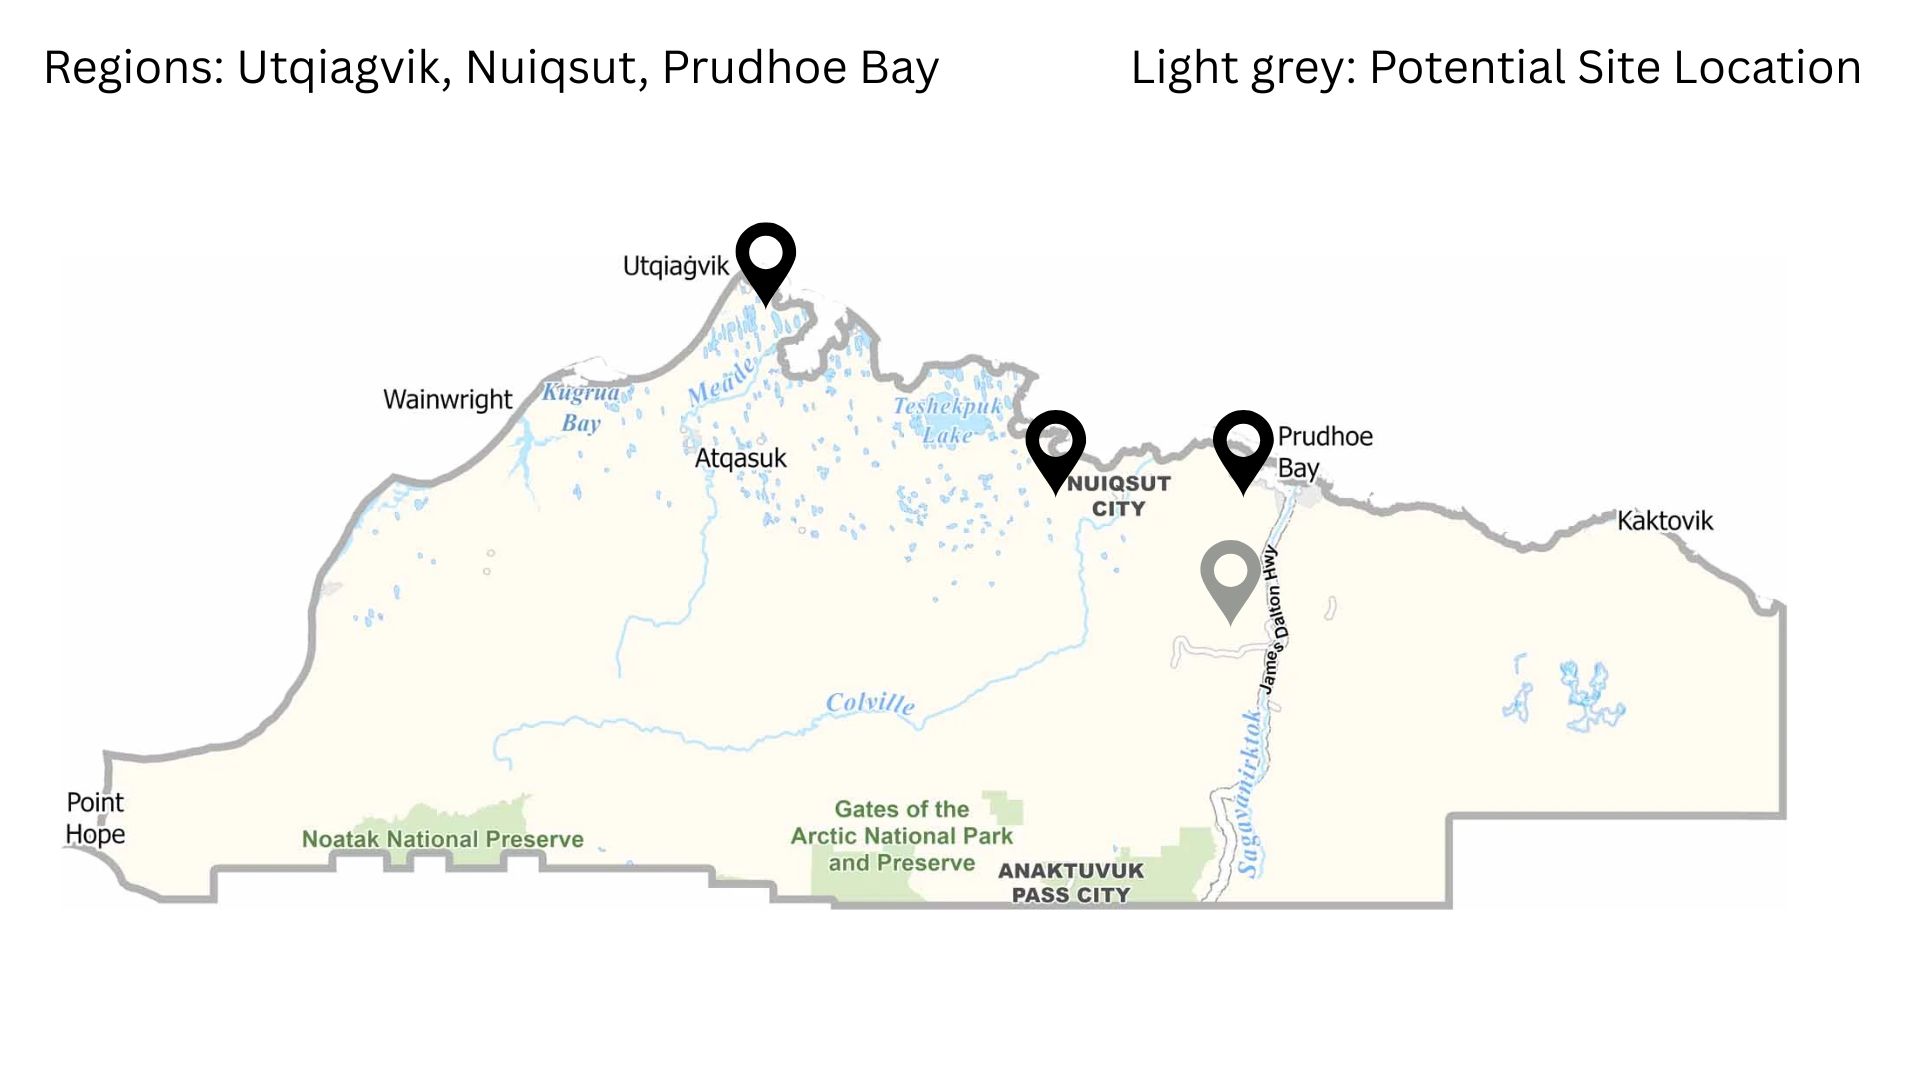 Regions: Utqiagvik, Nuiqsut, Prudhoe Bay
Light grey: Potential Site Location
Utqiaġvik
Wainwright
Kugrua
Bay
Meade
Atqasuk
Teshekpuk
Lake
NUIQSUT
CITY
Prudhoe
Bay
Kaktovik
James Dalton Hwy
Colville
Sagavanirktok
Point
Hope
Noatak National Preserve
Gates of the
Arctic National Park
and Preserve
ANAKTUVUK
PASS CITY